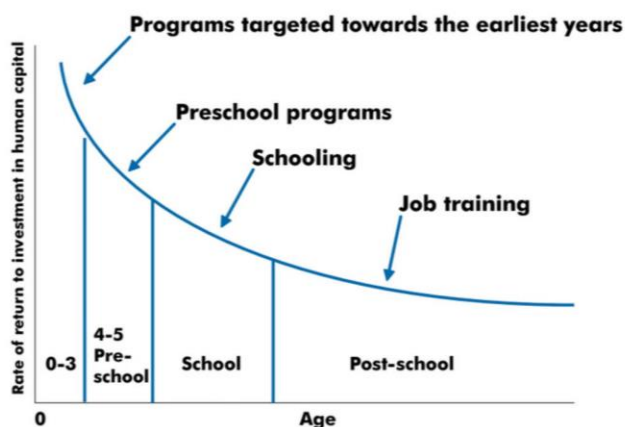 Programs targeted towards the earliest years
Preschool programs
Schooling
Job training
Rate of return to investment in human capital
0-3
4-5
Pre-
school
School
Post-school
0
Age